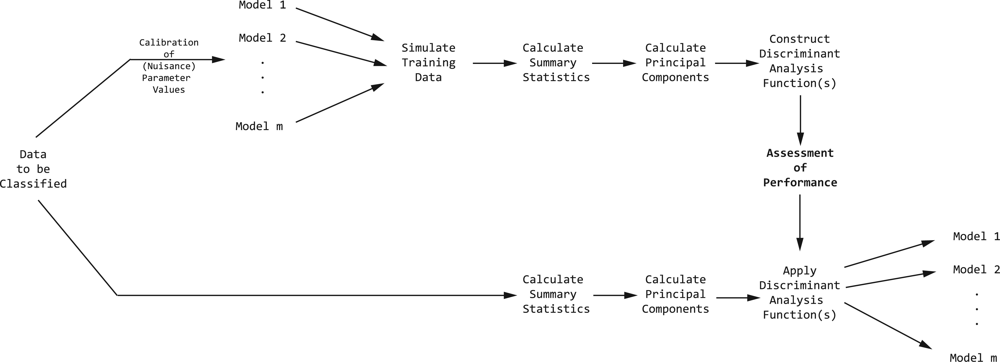 Model 1
Model 2
.
.
.
Model m
Calibration
of
(Nuisance)
Parameter
Values
Simulate
Training
Data
Calculate
Summary
Statistics
Calculate
Principal
Components
Construct
Discriminant
Analysis
Function(s)
Data
to be
Classified
Assessment
of
Performance
Calculate
Summary
Statistics
Calculate
Principal
Components
Apply
Discriminant
Analysis
Function(s)
Model 1
Model 2
.
.
.
Model m